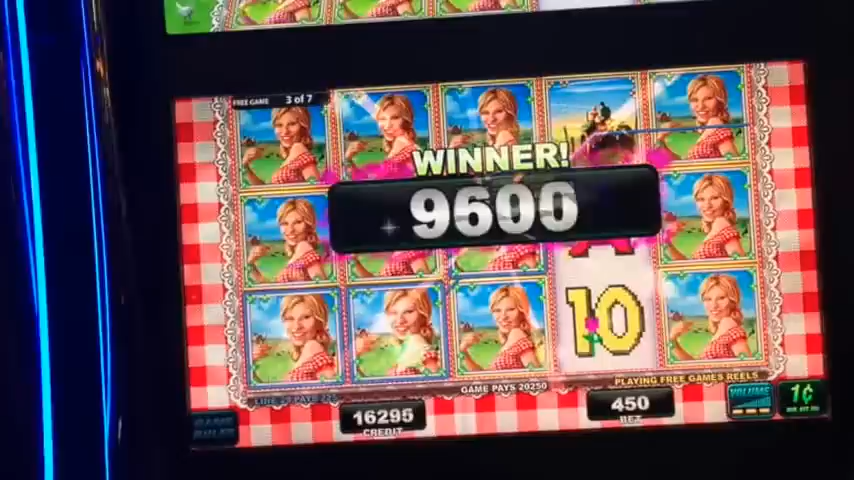 FREE GAME 3 of 7
WINNER!
9600
10
GAME PAYS 20250
PLAYING FREE GAMES REELS
16295
CREDIT
450
BET
VOLUME
1¢